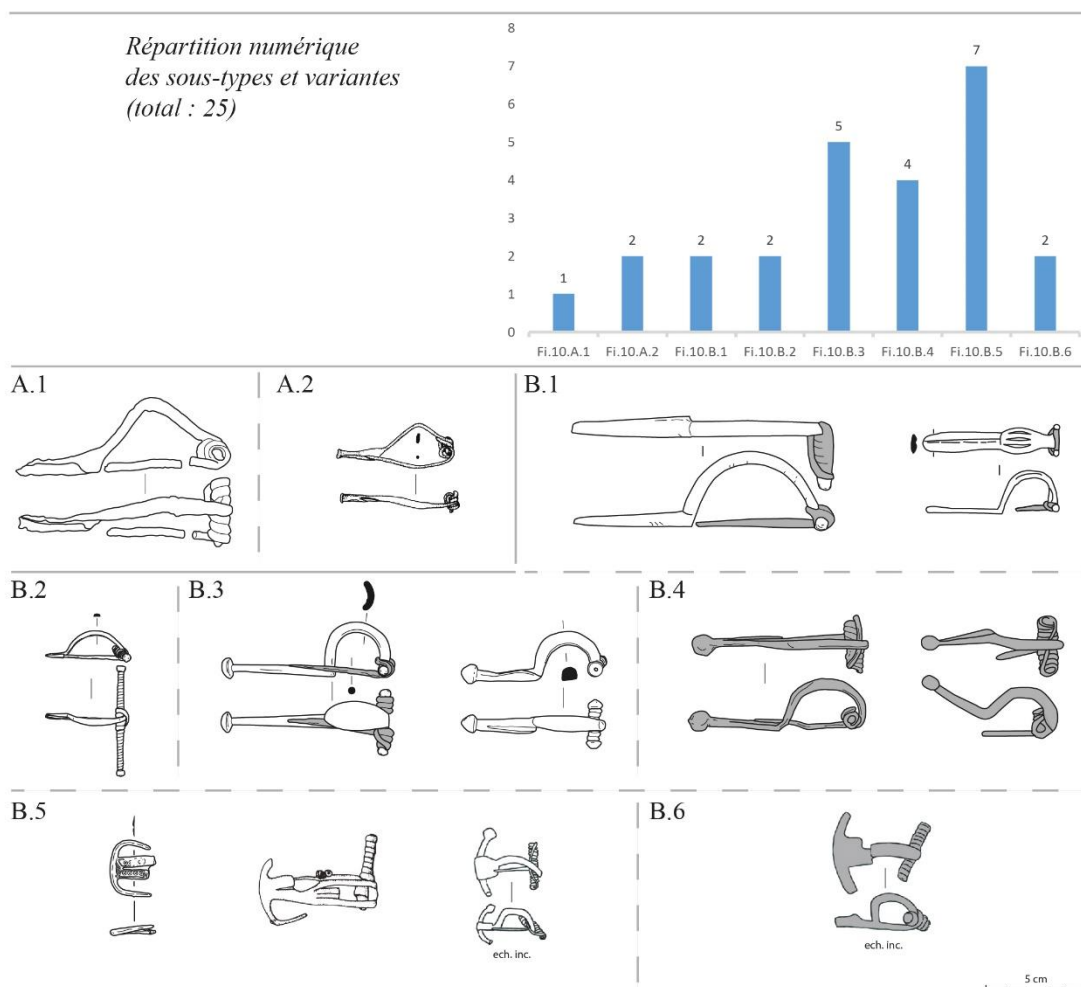 Répartition numérique
des sous-types et variantes
(total : 25)
8
7
6
5
4
3
2
1
0
1
2
2
2
5
4
7
2
Fi.10.A.1 Fi.10.A.2 Fi.10.B.1 Fi.10.B.2 Fi.10.B.3 Fi.10.B.4 Fi.10.B.5 Fi.10.B.6
A.1
A.2
B.1
B.2
B.3
B.4
B.5
B.6
ech. inc.
ech. inc.
5 cm